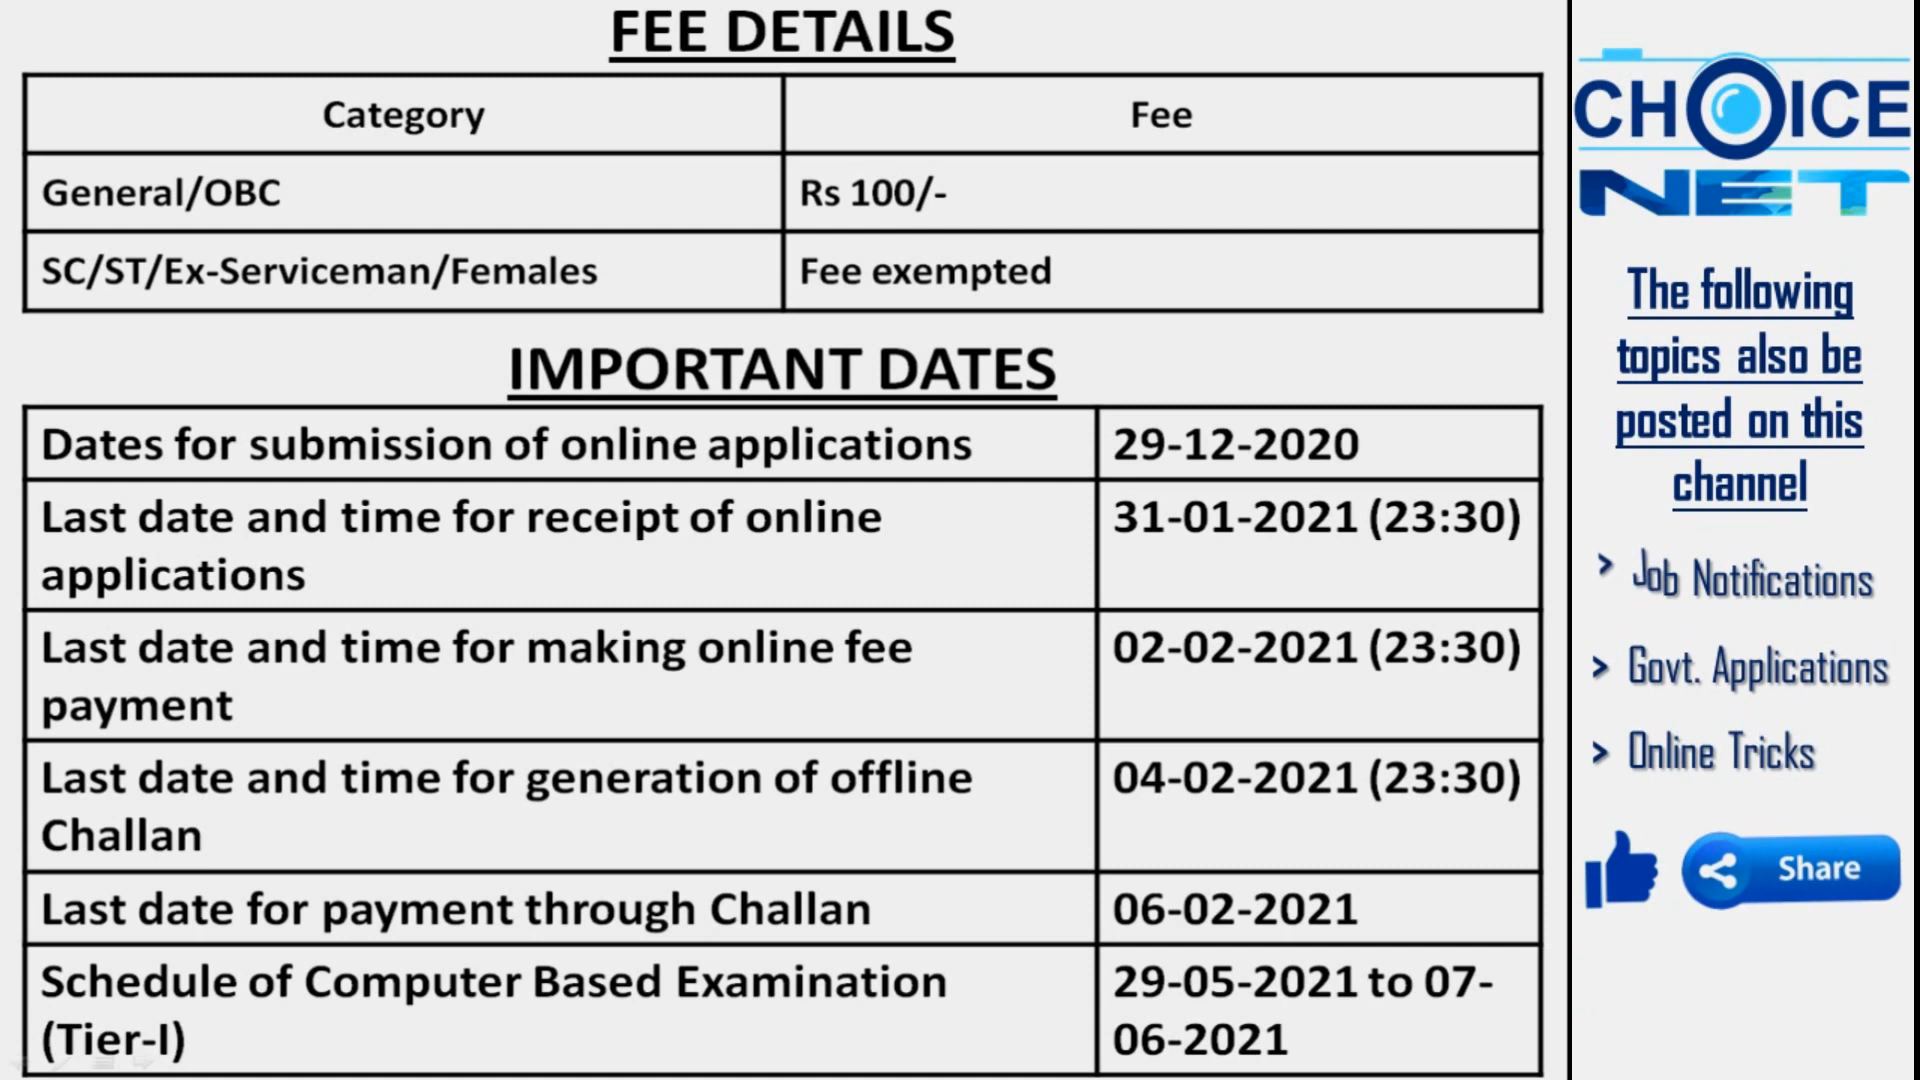 FEE DETAILS
Category Fee
General/OBC Rs 100/-
SC/ST/Ex-Serviceman/Females Fee exempted
IMPORTANT DATES
Dates for submission of online applications 29-12-2020
Last date and time for receipt of online 31-01-2021 (23:30)
applications
Last date and time for making online fee 02-02-2021 (23:30)
payment
Last date and time for generation of offline 04-02-2021 (23:30)
Challan
Last date for payment through Challan 06-02-2021
Schedule of Computer Based Examination 29-05-2021 to 07-
(Tier-I) 06-2021
CHOICE
NET
The following
topics also be
posted on this
channel
> Job Notifications
> Govt. Applications
> Online Tricks
Share